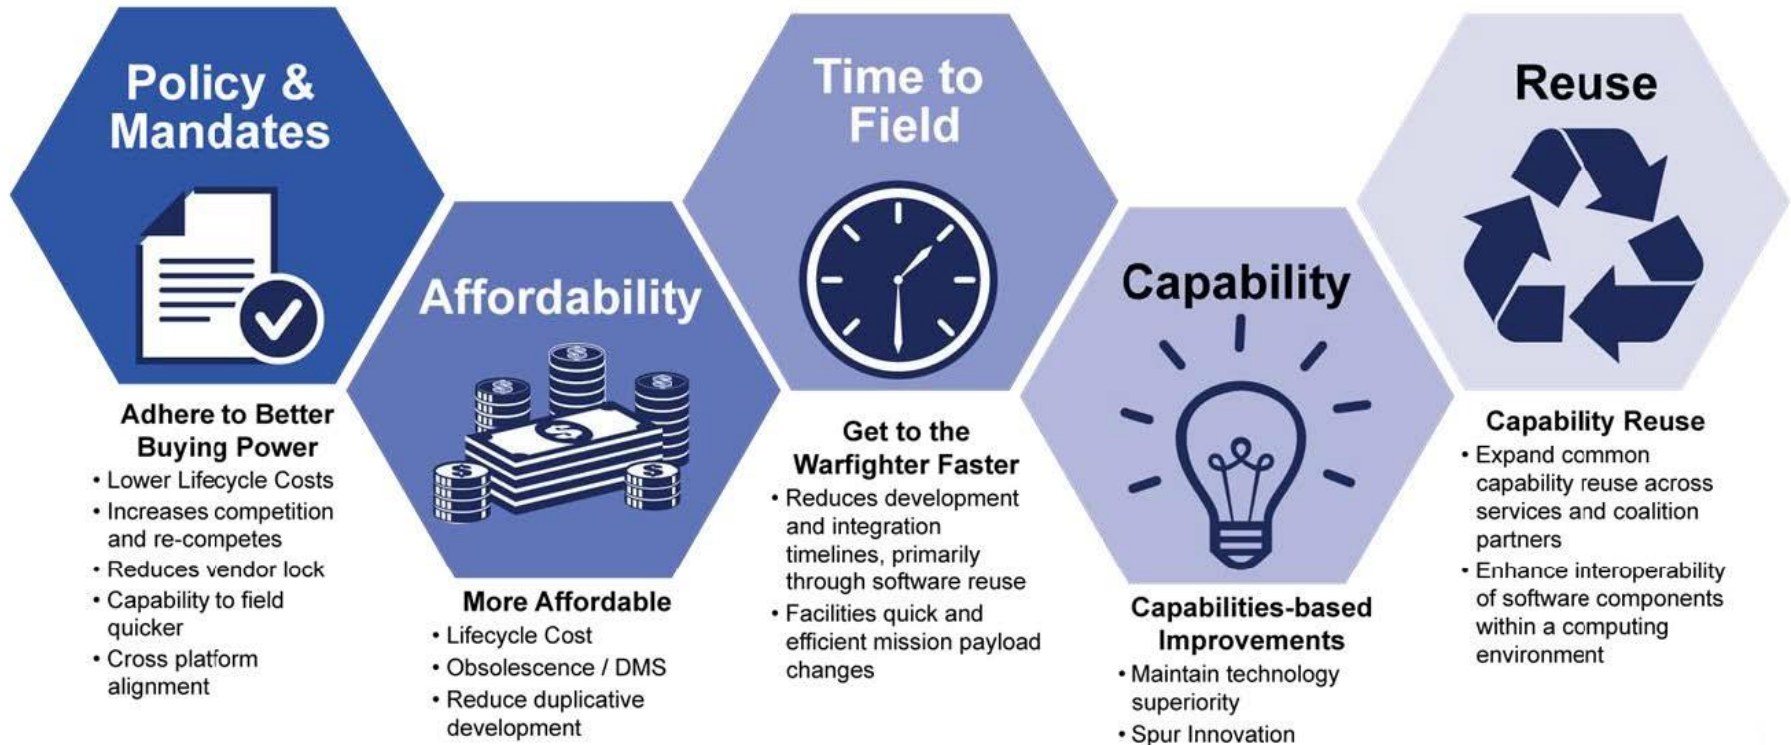 Policy &
Mandates
Adhere to Better
Buying Power
• Lower Lifecycle Costs
• Increases competition
and re-competes
• Reduces vendor lock
• Capability to field
quicker
• Cross platform
alignment
Affordability
$
$
$
$
$
$
More Affordable
• Lifecycle Cost
• Obsolescence / DMS
• Reduce duplicative
development
Time to
Field
Get to the
Warfighter Faster
• Reduces development
and integration
timelines, primarily
through software reuse
• Facilities quick and
efficient mission payload
changes
Capability
Capabilities-based
Improvements
• Maintain technology
superiority
• Spur Innovation
Reuse
Capability Reuse
• Expand common
capability reuse across
services and coalition
partners
• Enhance interoperability
of software components
within a computing
environment